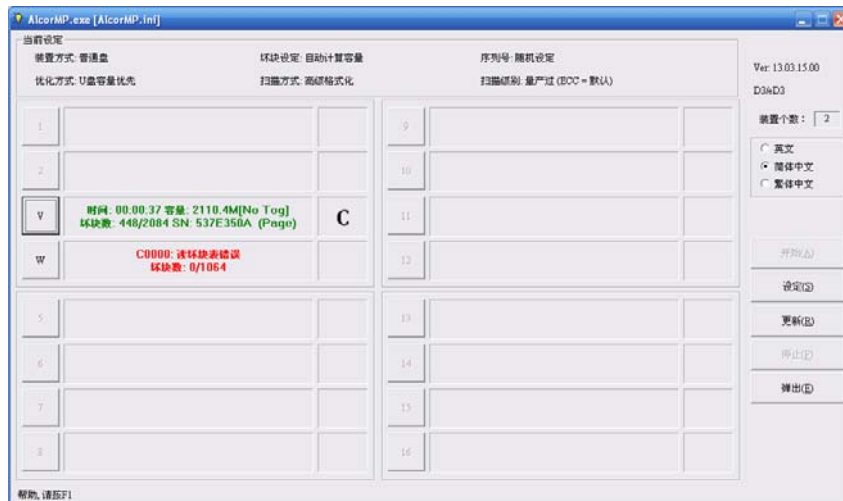 AlcorMP.exe [AlcorMP.ini]
当前设定
装置方式: 普通盘
坏块设定: 自动计算容量
序列号: 随机设定
优化方式: U盘容量优先
扫描方式: 高级格式化
扫描级别: 量产过 (ECC = 默认)
Ver: 13.03.15.00
D3&D3
装置个数: 2
英文
简体中文
繁体中文
1
2
V
时间: 00:00:37 容量: 2110.4M[No Tog]
坏块数: 448/2084 SN: 537E350A (Page)
C
W
C0000: 读坏块表错误
坏块数: 0/1064
5
6
7
8
9
10
11
12
13
14
15
16
开始(A)
设定(S)
更新(R)
停止(P)
弹出(E)
帮助, 请按F1